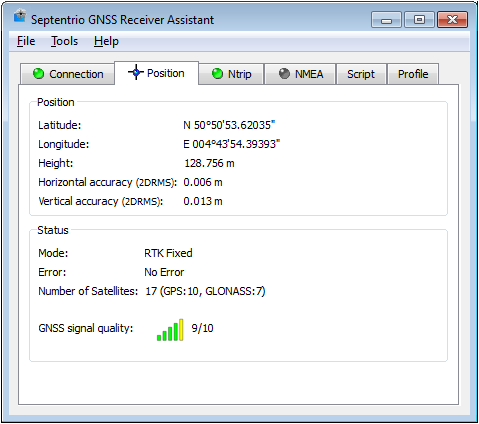 Septentrio GNSS Receiver Assistant
File Tools Help
Connection Position Ntrip NMEA Script Profile
Position
Latitude: N 50°50'53.62035"
Longitude: E 004°43'54.39393"
Height: 128.756 m
Horizontal accuracy (2DRMS): 0.006 m
Vertical accuracy (2DRMS): 0.013 m
Status
Mode: RTK Fixed
Error: No Error
Number of Satellites: 17 (GPS:10, GLONASS:7)
GNSS signal quality: 9/10